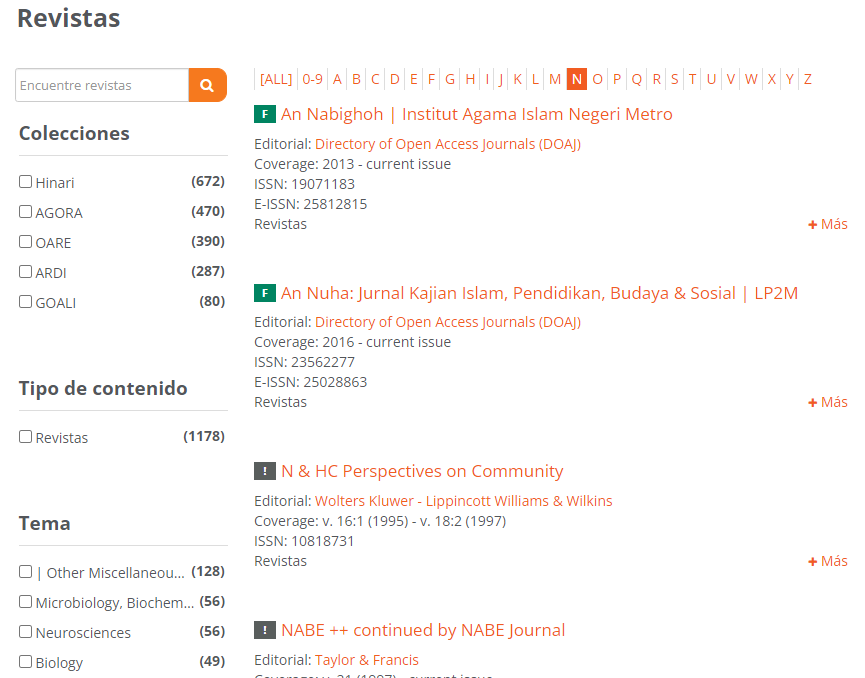 Revistas
Encuentre revistas
Colecciones
Hinari (672)
AGORA (470)
OARE (390)
ARDI (287)
GOALI (80)
Tipo de contenido
Revistas (1178)
Tema
| Other Miscellaneou... (128)
Microbiology, Biochem... (56)
Neurosciences (56)
Biology (49)
[ALL] 0-9 A B C D E F G H I J K L M N O P Q R S T U V W X Y Z
F An Nabighoh | Institut Agama Islam Negeri Metro
Editorial: Directory of Open Access Journals (DOAJ)
Coverage: 2013 - current issue
ISSN: 19071183
E-ISSN: 25812815
Revistas
+ Más
F An Nuha: Jurnal Kajian Islam, Pendidikan, Budaya & Sosial | LP2M
Editorial: Directory of Open Access Journals (DOAJ)
Coverage: 2016 - current issue
ISSN: 23562277
E-ISSN: 25028863
Revistas
+ Más
! N & HC Perspectives on Community
Editorial: Wolters Kluwer - Lippincott Williams & Wilkins
Coverage: v. 16:1 (1995) - v. 18:2 (1997)
ISSN: 10818731
Revistas
+ Más
! NABE ++ continued by NABE Journal
Editorial: Taylor & Francis
Coverage: v. 21 (1997) - current issue